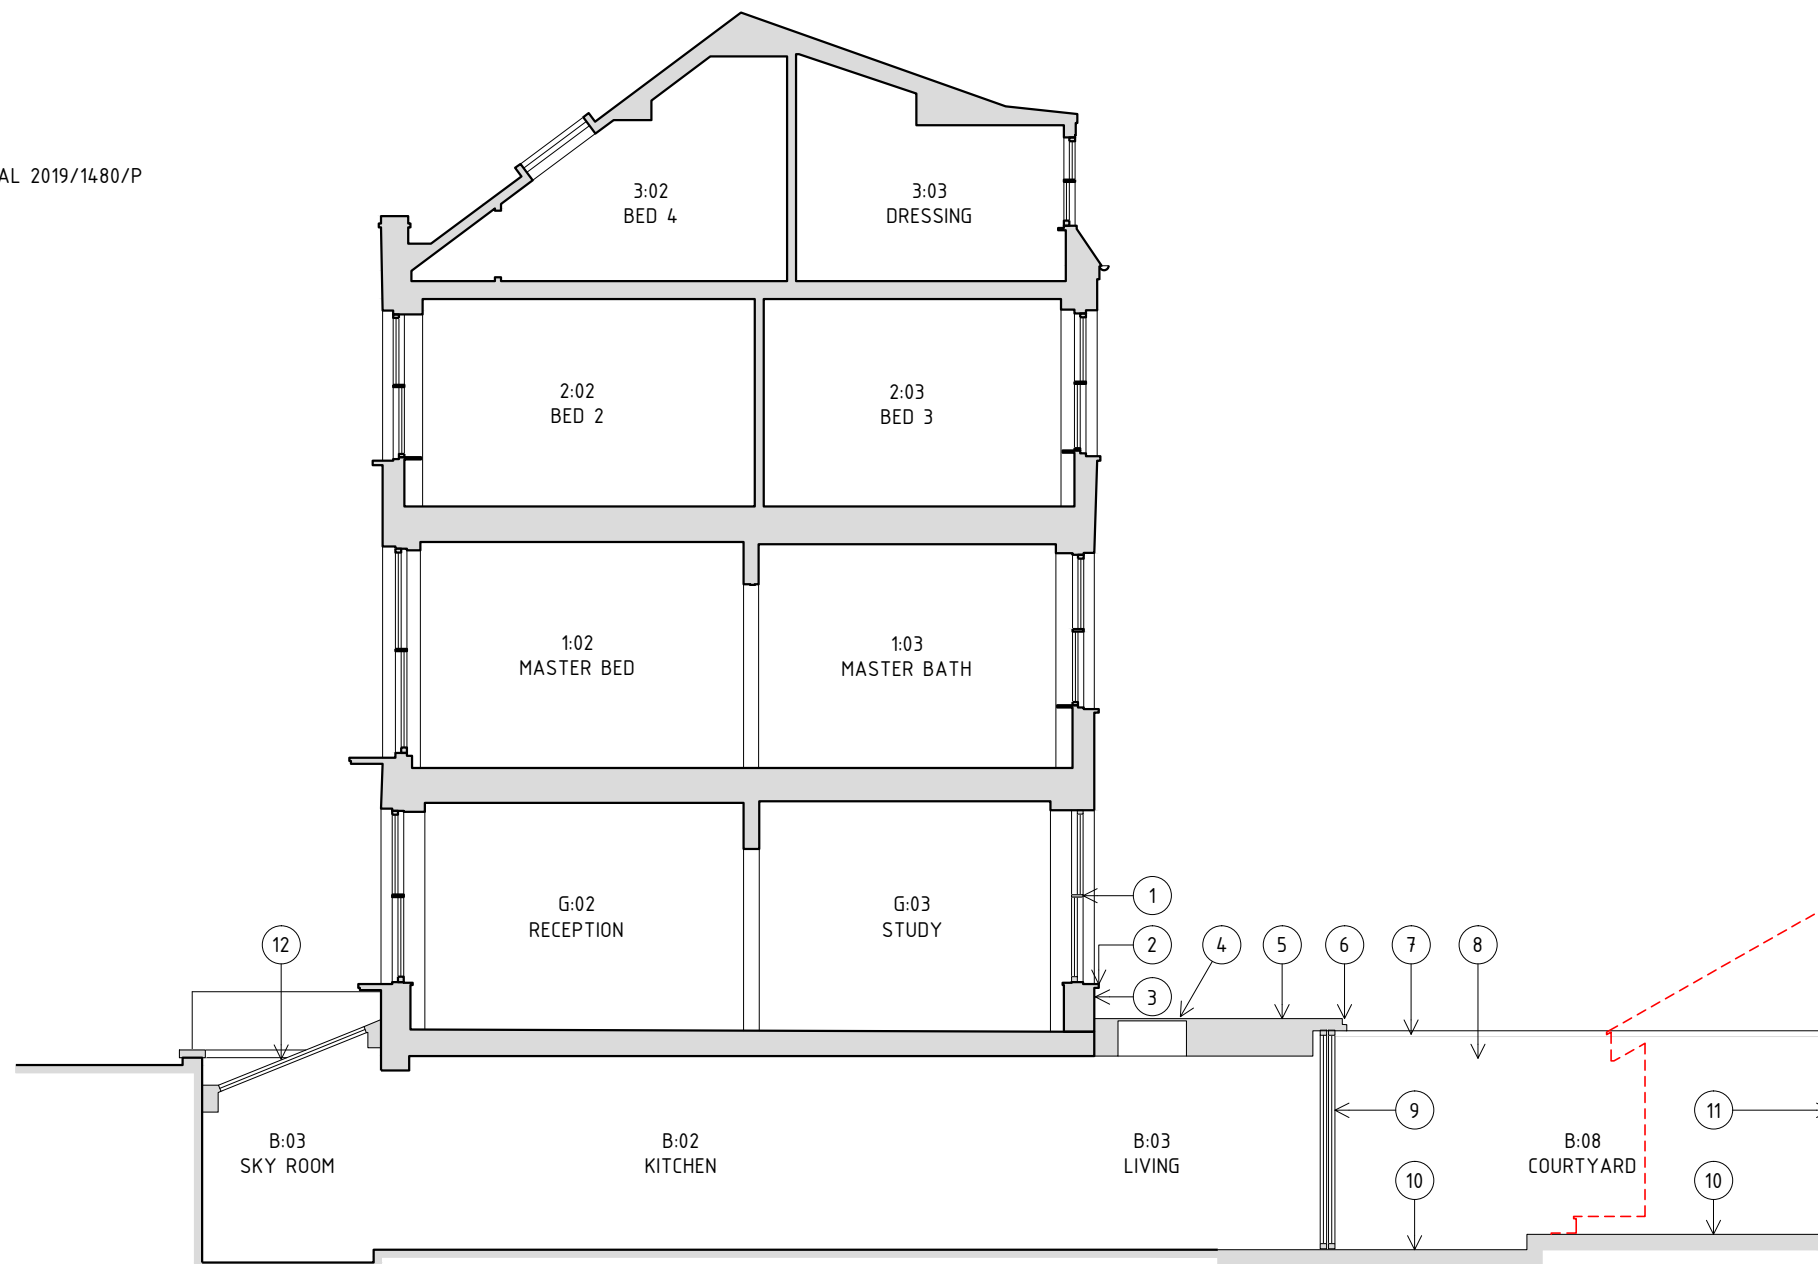 AL 2019/1480/P
3:02
BED 4
3:03
DRESSING
2:02
BED 2
2:03
BED 3
1:02
MASTER BED
1:03
MASTER BATH
G:02
RECEPTION
G:03
STUDY
1
12
2
4
5
6
7
8
3
9
11
B:03
SKY ROOM
B:02
KITCHEN
B:03
LIVING
B:08
COURTYARD
10
10